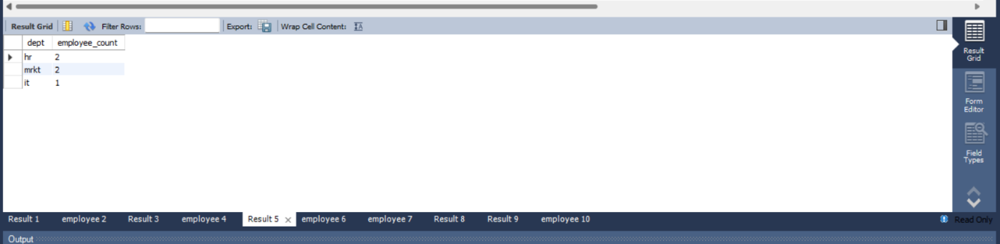 Result Grid Filter Rows: Export: Wrap Cell Content:
dept employee_count
hr 2
mrkt 2
it 1
Result
Grid
Form
Editor
Field
Types
Result 1 employee 2 Result 3 employee 4 Result 5 × employee 6 employee 7 Result 8 Result 9 employee 10 Read Only
Output